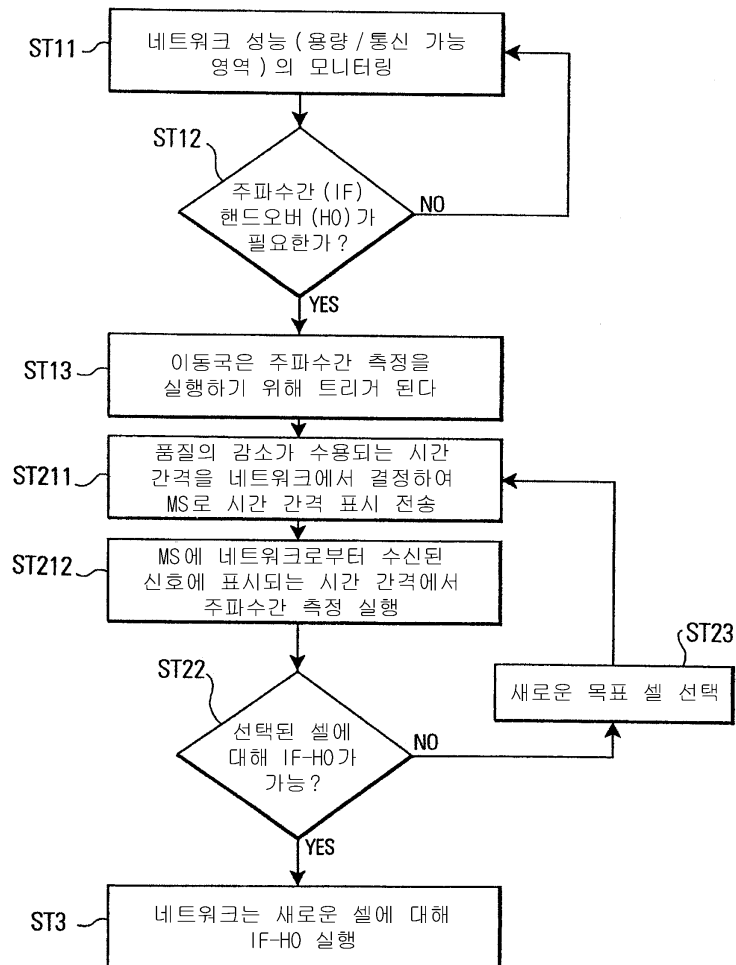 ST11
네트워크 성능 (용량 /통신 가능
영역 )의 모니터링
ST12
주파수간 (IF)
핸드오버 (HO)가
필요한가 ?
NO
YES
ST13
이동국은 주파수간 측정을
실행하기 위해 트리거 된다
ST211
품질의 감소가 수용되는 시간
간격을 네트워크에서 결정하여
MS로 시간 간격 표시 전송
ST212
MS에 네트워크로부터 수신된
신호에 표시되는 시간 간격에서
주파수간 측정 실행
ST23
새로운 목표 셀 선택
ST22
선택된 셀에
대해 IF-HO가
가능 ?
NO
YES
ST3
네트워크는 새로운 셀에 대해
IF-HO 실행